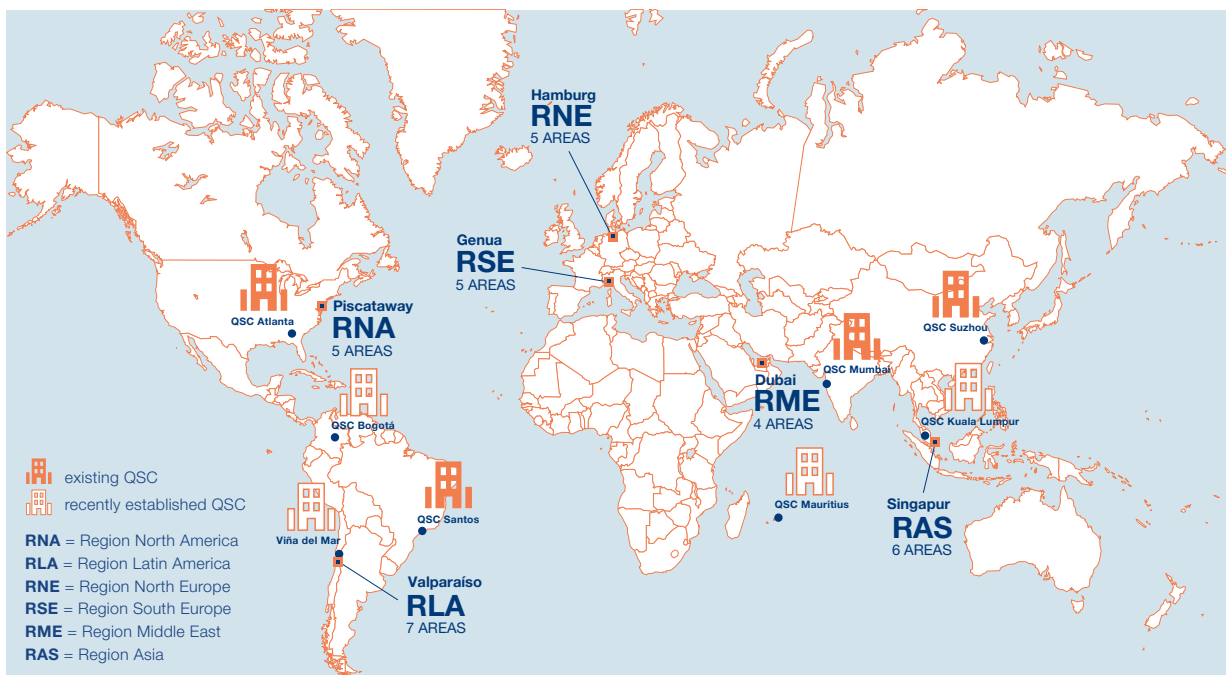 Hamburg
RNE
5 AREAS
Genua
RSE
5 AREAS
QSC Atlanta
Piscataway
RNA
5 AREAS
QSC Suzhou
QSC Mumbai
Dubai
RME
4 AREAS
QSC Kuala Lumpur
QSC Bogotá
QSC Santos
QSC Mauritius
Singapur
RAS
6 AREAS
Viña del Mar
Valparaíso
RLA
7 AREAS
existing QSC
recently established QSC
RNA = Region North America
RLA = Region Latin America
RNE = Region North Europe
RSE = Region South Europe
RME = Region Middle East
RAS = Region Asia